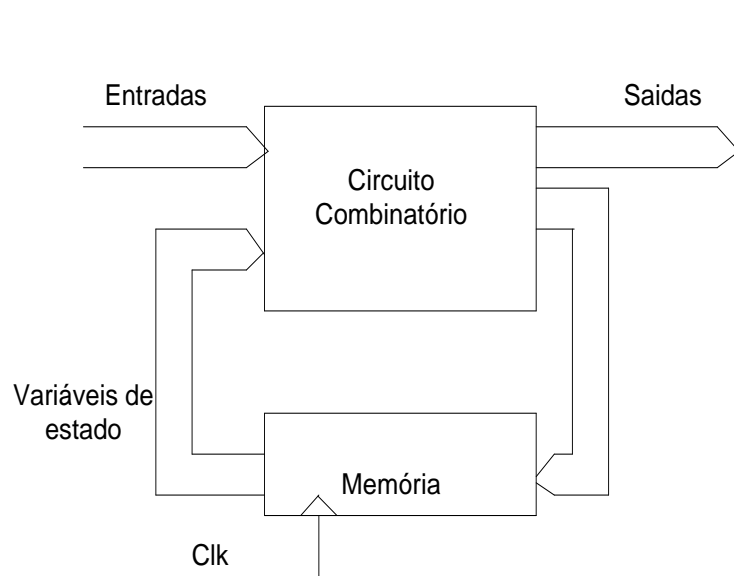 Entradas
Saidas
Circuito
Combinatório
Variáveis de
estado
Memória
Clk